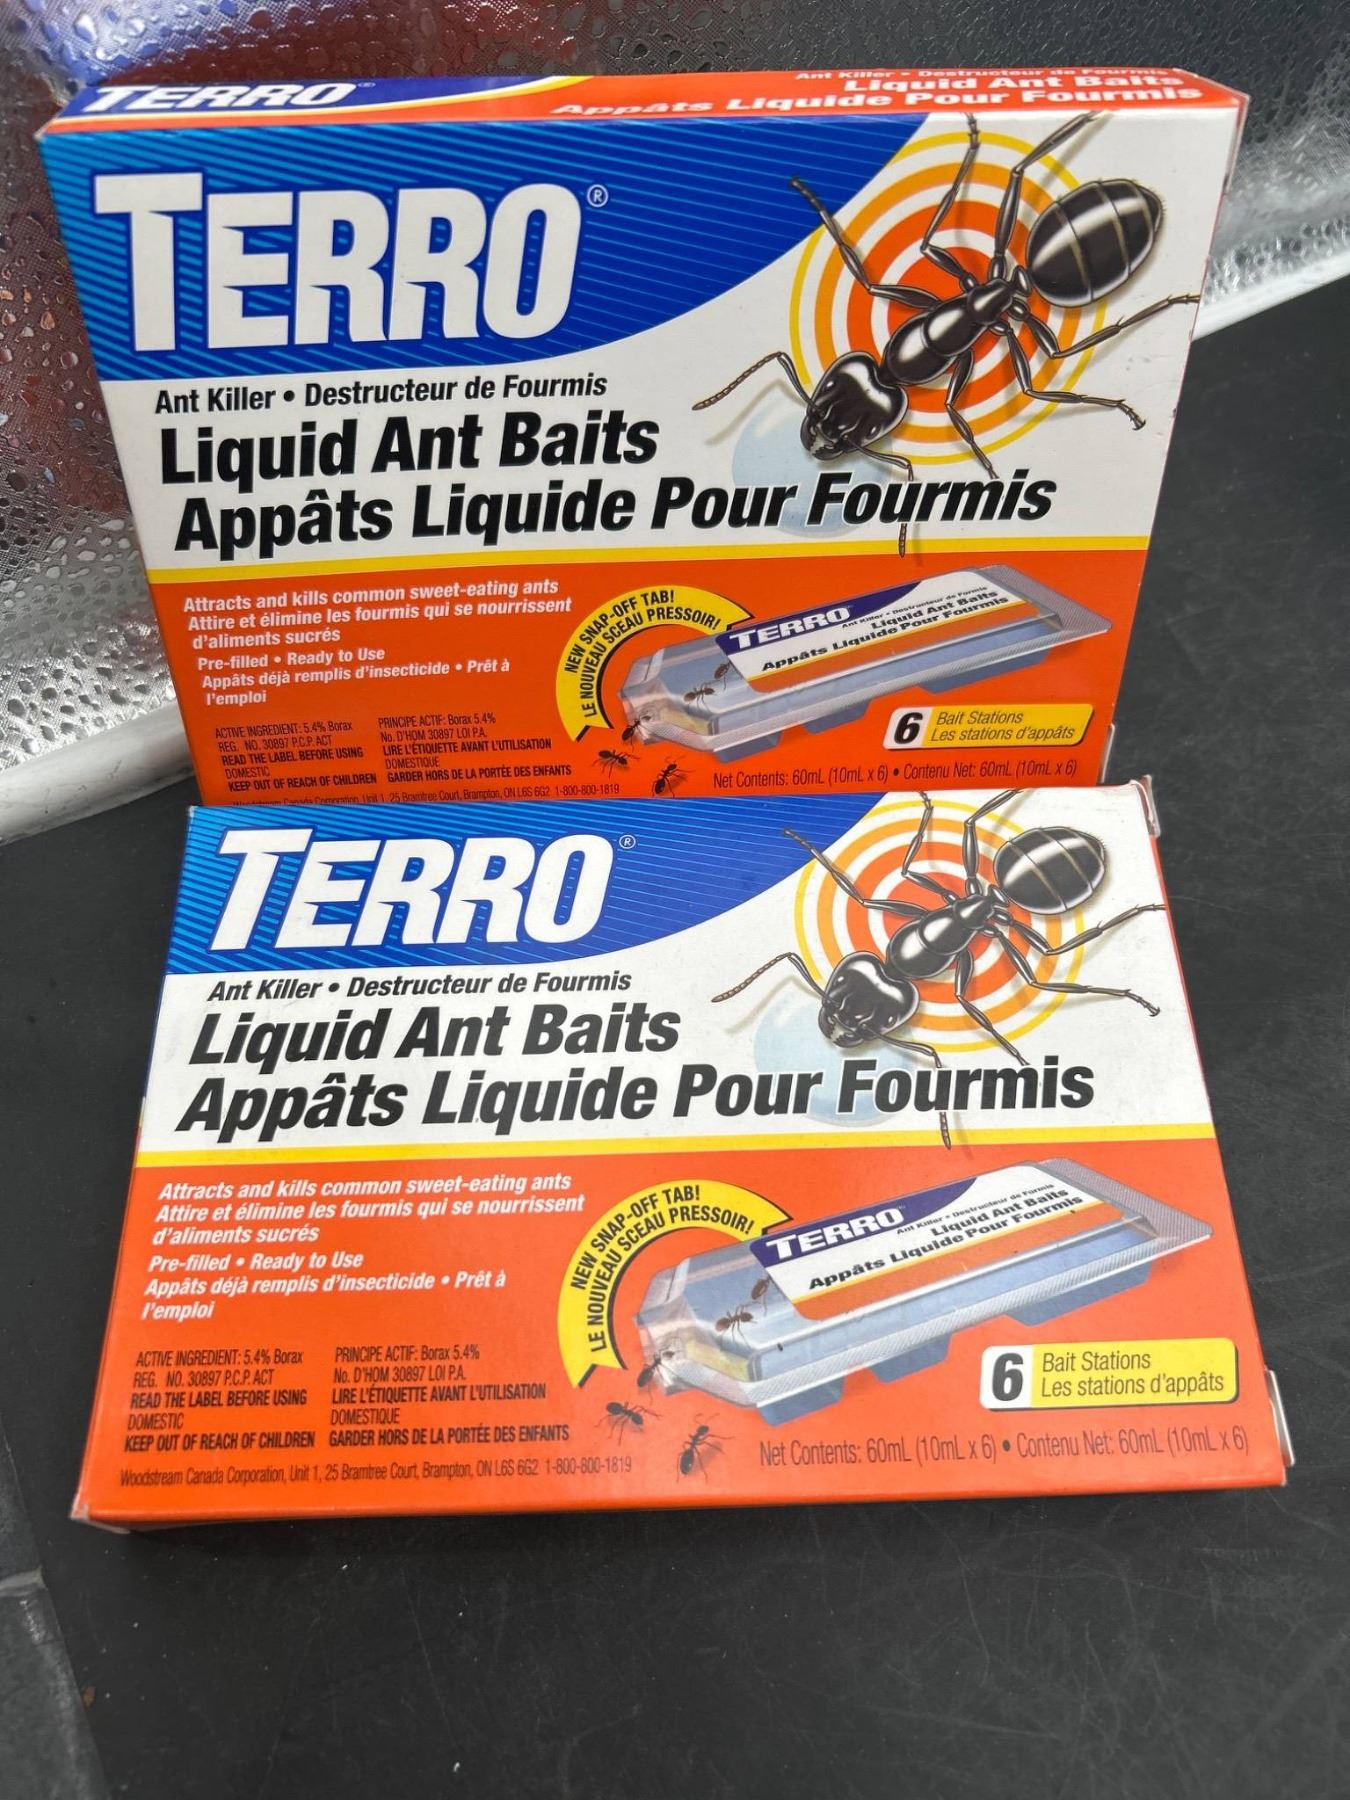 TERRO®
Ant Killer • Destructeur de Fourmis
Liquid Ant Baits
Appâts Liquide Pour Fourmis
TERRO®
Ant Killer • Destructeur de Fourmis
Liquid Ant Baits
Appâts Liquide Pour Fourmis
Attracts and kills common sweet-eating ants
Attire et élimine les fourmis qui se nourrissent
d'aliments sucrés
Pre-filled • Ready to Use
Appâts déjà remplis d'insecticide • Prêt à
l'emploi
NEW SNAP-OFF TAB!
LE NOUVEAU SCEAU PRESSOIR!
TERRO
Ant Killer • Destructeur de Fourmis
Liquid Ant Baits
Appâts Liquide Pour Fourmis
6 Bait Stations
Les stations d'appâts
ACTIVE INGREDIENT: 5.4% Borax
REG. NO. 30897 P.C.P. ACT
READ THE LABEL BEFORE USING
DOMESTIC
KEEP OUT OF REACH OF CHILDREN
PRINCIPE ACTIF: Borax 5.4%
No. D'HOM 30897 LOI P.A.
LIRE L'ÉTIQUETTE AVANT L'UTILISATION
DOMESTIQUE
GARDER HORS DE LA PORTÉE DES ENFANTS
Net Contents: 60mL (10mL x 6) • Contenu Net: 60mL (10mL x 6)
Woodstream Canada Corporation, Unit 1, 25 Bramtree Court, Brampton, ON L6S 6G2 1-800-800-1819
TERRO®
Ant Killer • Destructeur de Fourmis
Liquid Ant Baits
Appâts Liquide Pour Fourmis
Attracts and kills common sweet-eating ants
Attire et élimine les fourmis qui se nourrissent
d'aliments sucrés
Pre-filled • Ready to Use
Appâts déjà remplis d'insecticide • Prêt à
l'emploi
NEW SNAP-OFF TAB!
LE NOUVEAU SCEAU PRESSOIR!
TERRO
Ant Killer • Destructeur de Fourmis
Liquid Ant Baits
Appâts Liquide Pour Fourmis
6 Bait Stations
Les stations d'appâts
ACTIVE INGREDIENT: 5.4% Borax
REG. NO. 30897 P.C.P. ACT
READ THE LABEL BEFORE USING
DOMESTIC
KEEP OUT OF REACH OF CHILDREN
PRINCIPE ACTIF: Borax 5.4%
No. D'HOM 30897 LOI P.A.
LIRE L'ÉTIQUETTE AVANT L'UTILISATION
DOMESTIQUE
GARDER HORS DE LA PORTÉE DES ENFANTS
Net Contents: 60mL (10mL x 6) • Contenu Net: 60mL (10mL x 6)
Woodstream Canada Corporation, Unit 1, 25 Bramtree Court, Brampton, ON L6S 6G2 1-800-800-1819